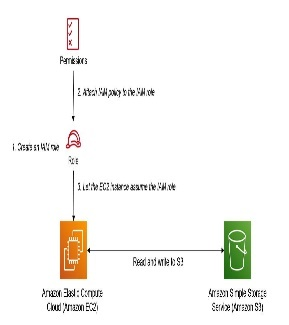 Permissions
2. Attach IAM policy to the IAM role
1. Create an IAM role
Role
3. Let the EC2 instance assume the IAM role
Read and write to S3
Amazon Elastic Compute
Cloud (Amazon EC2)
Amazon Simple Storage
Service (Amazon S3)